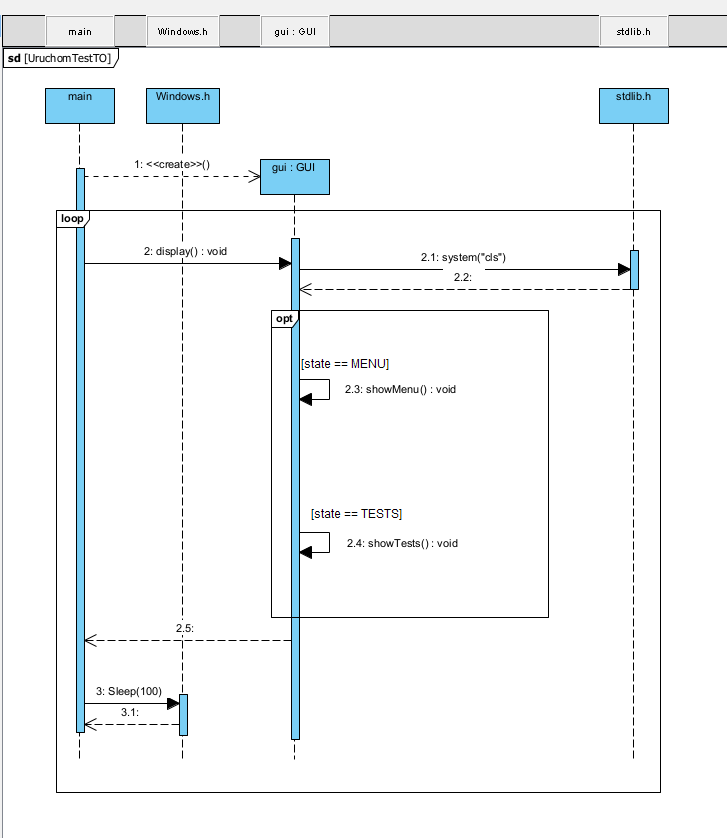 main
Windows.h
gui : GUI
stdlib.h
sd [UruchomTestTO]
main
Windows.h
stdlib.h
1: <<create>>()
gui : GUI
loop
2: display() : void
2.1: system("cls")
2.2:
opt
[state == MENU]
2.3: showMenu() : void
[state == TESTS]
2.4: showTests() : void
2.5:
3: Sleep(100)
3.1: